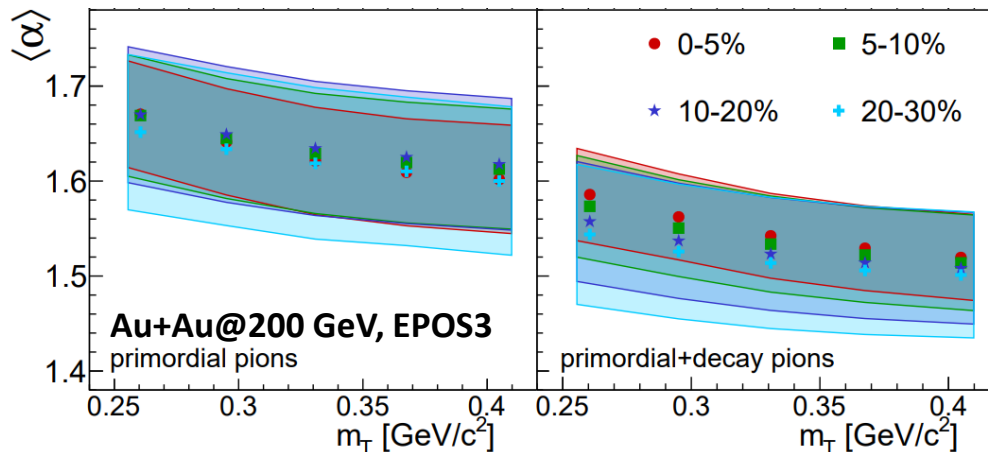 ⟨α⟩
1.7
1.6
1.5
1.4
0-5%
5-10%
10-20%
20-30%
Au+Au@200 GeV, EPOS3
primordial pions
primordial+decay pions
0.25
0.3
0.35
0.4
0.25
0.3
0.35
0.4
m_T [GeV/c²]
m_T [GeV/c²]